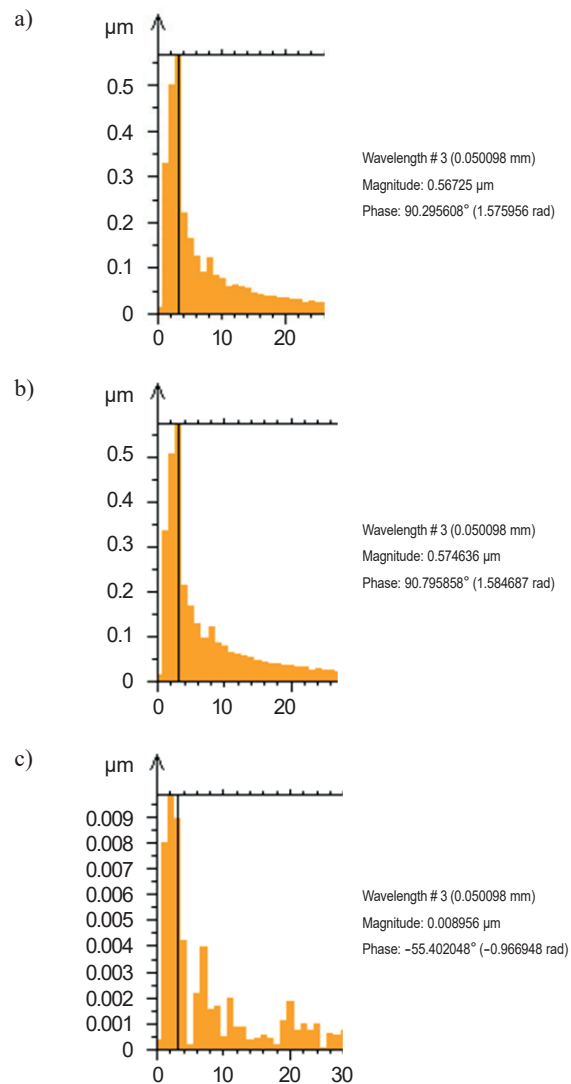 a)
µm
0.5
0.4
0.3
0.2
0.1
0
0 10 20
Wavelength # 3 (0.050098 mm)
Magnitude: 0.56725 µm
Phase: 90.295608° (1.575956 rad)
b)
µm
0.5
0.4
0.3
0.2
0.1
0
0 10 20
Wavelength # 3 (0.050098 mm)
Magnitude: 0.574636 µm
Phase: 90.795858° (1.584687 rad)
c)
µm
0.009
0.008
0.007
0.006
0.005
0.004
0.003
0.002
0.001
0
0 10 20 30
Wavelength # 3 (0.050098 mm)
Magnitude: 0.008956 µm
Phase: −55.402048° (−0.966948 rad)